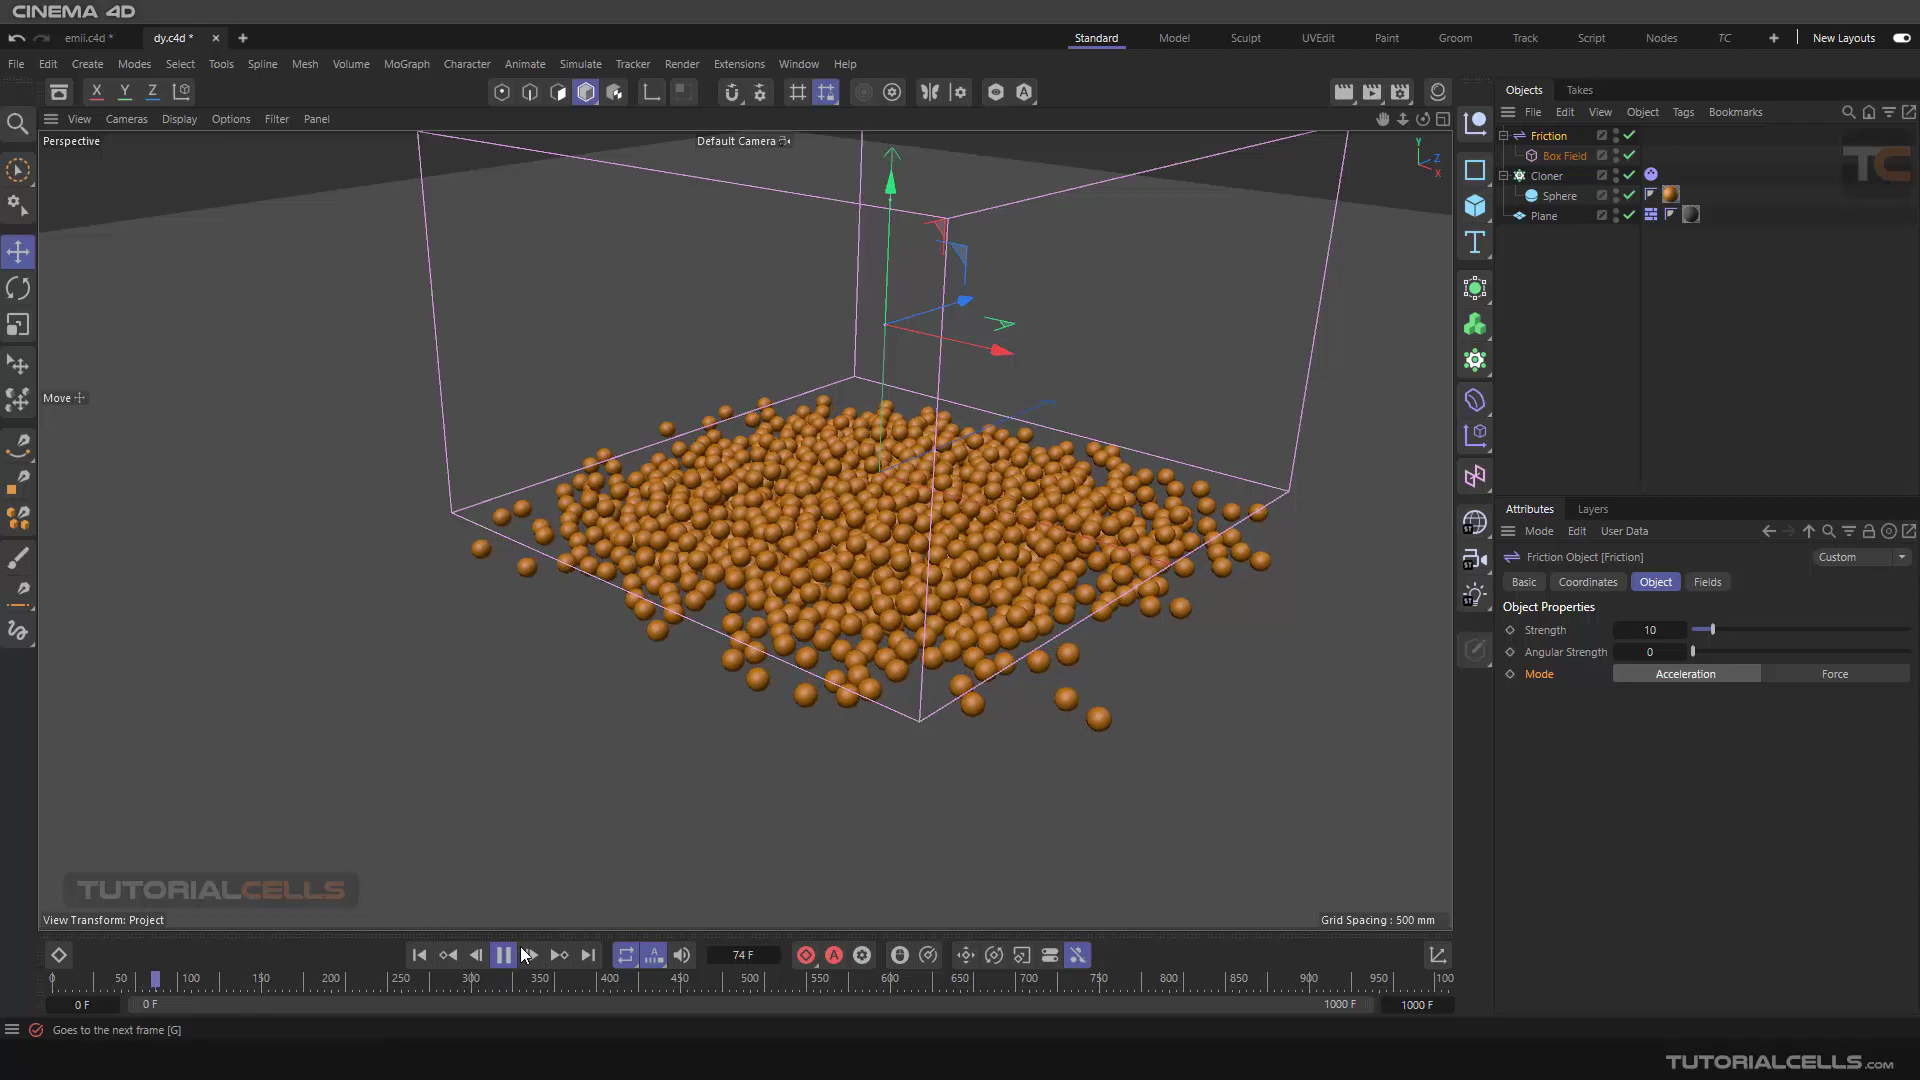 CINEMA 4D
emii.c4d *
dy.c4d *
Standard
Model
Sculpt
UVEdit
Paint
Groom
Track
Script
Nodes
TC
New Layouts
File Edit Create Modes Select Tools Spline Mesh Volume MoGraph Character Animate Simulate Tracker Render Extensions Window Help
X Y Z
View Cameras Display Options Filter Panel
Perspective
Default Camera
Y
Z
X
Move
TUTORIALCELLS
View Transform: Project
Grid Spacing : 500 mm
Objects Takes
File Edit View Object Tags Bookmarks
Friction
Box Field
Cloner
Sphere
Plane
TC
Attributes Layers
Mode Edit User Data
Friction Object [Friction]
Custom
Basic Coordinates Object Fields
Object Properties
Strength 10
Angular Strength 0
Mode Acceleration Force
74 F
0 50 100 150 200 250 300 350 400 450 500 550 600 650 700 750 800 850 900 950 100
0 F 0 F 1000 F 1000 F
Goes to the next frame [G]
TUTORIALCELLS.com